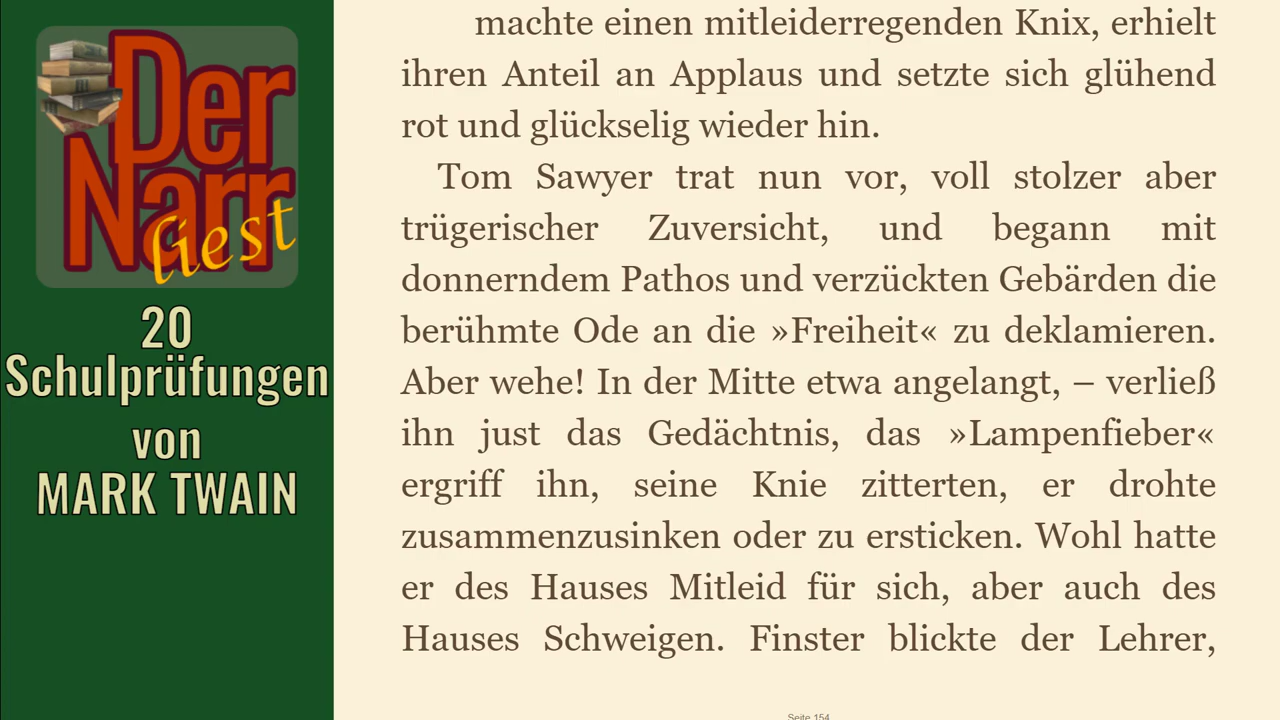 Der
Narr
liest
20
Schulprüfungen
von
MARK TWAIN
machte einen mitleiderregenden Knix, erhielt
ihren Anteil an Applaus und setzte sich glühend
rot und glückselig wieder hin.
Tom Sawyer trat nun vor, voll stolzer aber
trügerischer Zuversicht, und begann mit
donnerndem Pathos und verzückten Gebärden die
berühmte Ode an die »Freiheit« zu deklamieren.
Aber wehe! In der Mitte etwa angelangt, – verließ
ihn just das Gedächtnis, das »Lampenfieber«
ergriff ihn, seine Knie zitterten, er drohte
zusammenzusinken oder zu ersticken. Wohl hatte
er des Hauses Mitleid für sich, aber auch des
Hauses Schweigen. Finster blickte der Lehrer,
Seite 154